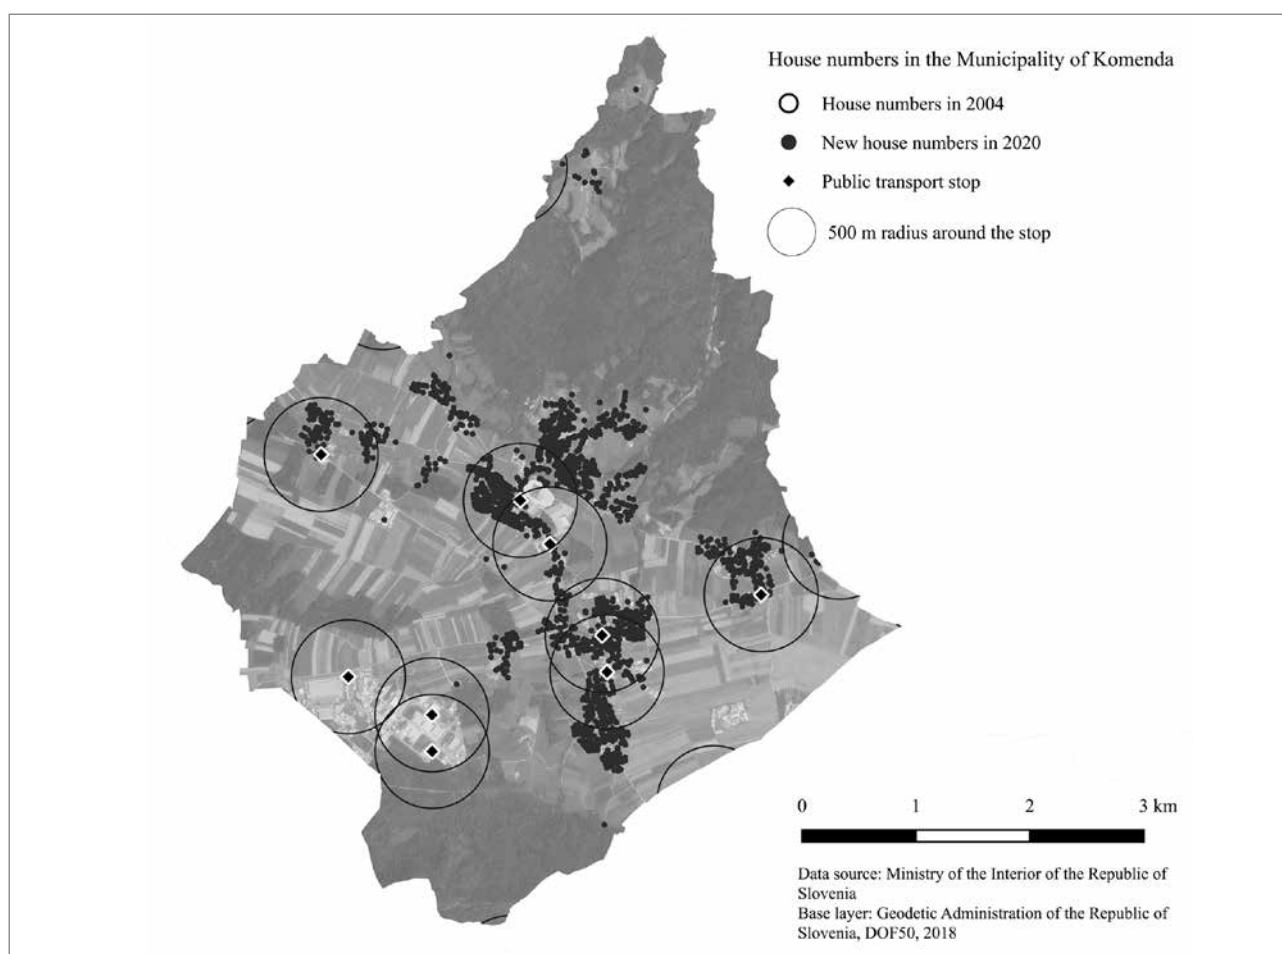 House numbers in the Municipality of Komenda
House numbers in 2004
New house numbers in 2020
Public transport stop
500 m radius around the stop
0 1 2 3 km
Data source: Ministry of the Interior of the Republic of
Slovenia
Base layer: Geodetic Administration of the Republic of
Slovenia, DOF50, 2018